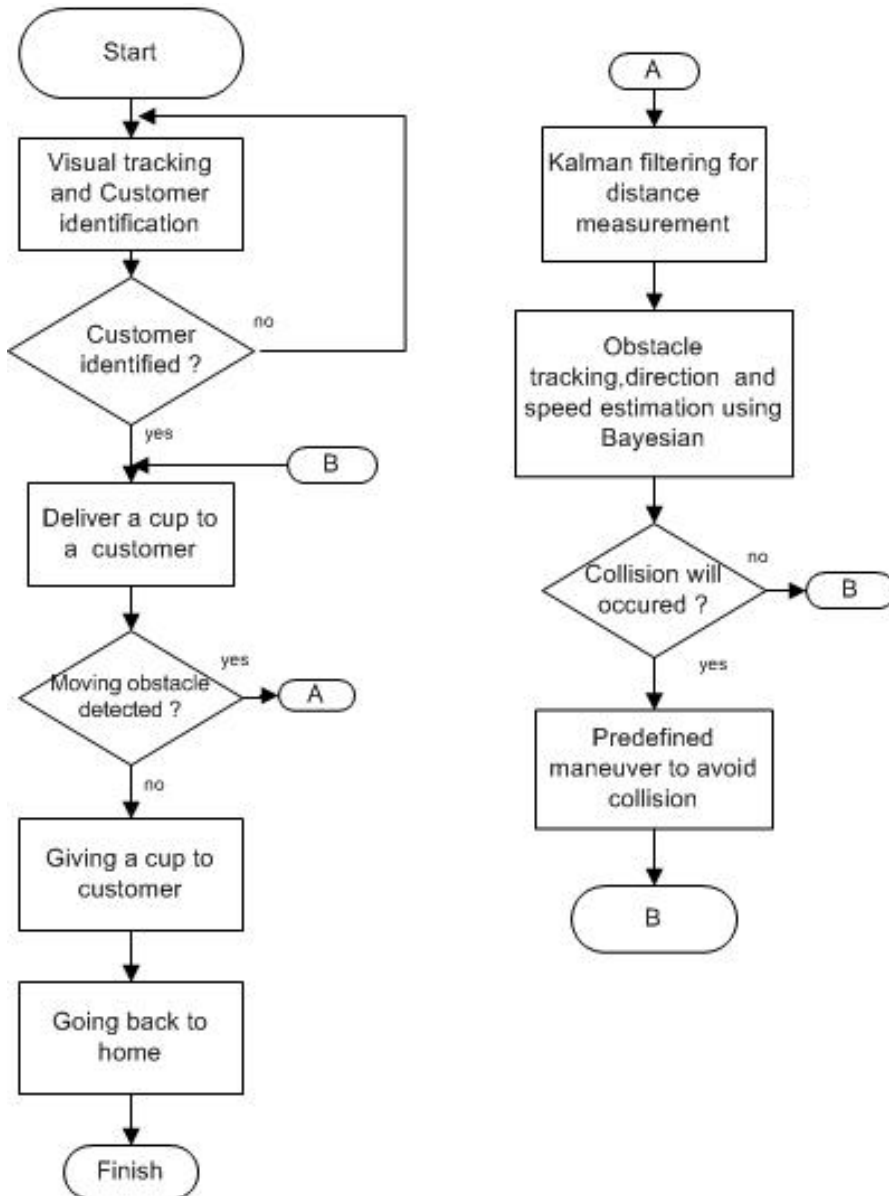 Start
Visual tracking
and Customer
identification
Customer
identified ?
no
yes
B
Deliver a cup to
a customer
Moving obstacle
detected ?
yes
A
no
Giving a cup to
customer
Going back to
home
Finish
A
Kalman filtering for
distance
measurement
Obstacle
tracking,direction and
speed estimation using
Bayesian
Collision will
occured ?
no
B
yes
Predefined
maneuver to avoid
collision
B